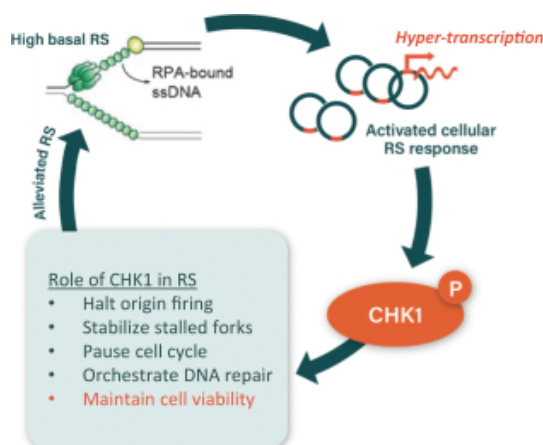 High basal RS
RPA-bound
ssDNA
Hyper-transcription
Activated cellular
RS response
P
CHK1
Alleviated RS
Role of CHK1 in RS
• Halt origin firing
• Stabilize stalled forks
• Pause cell cycle
• Orchestrate DNA repair
• Maintain cell viability